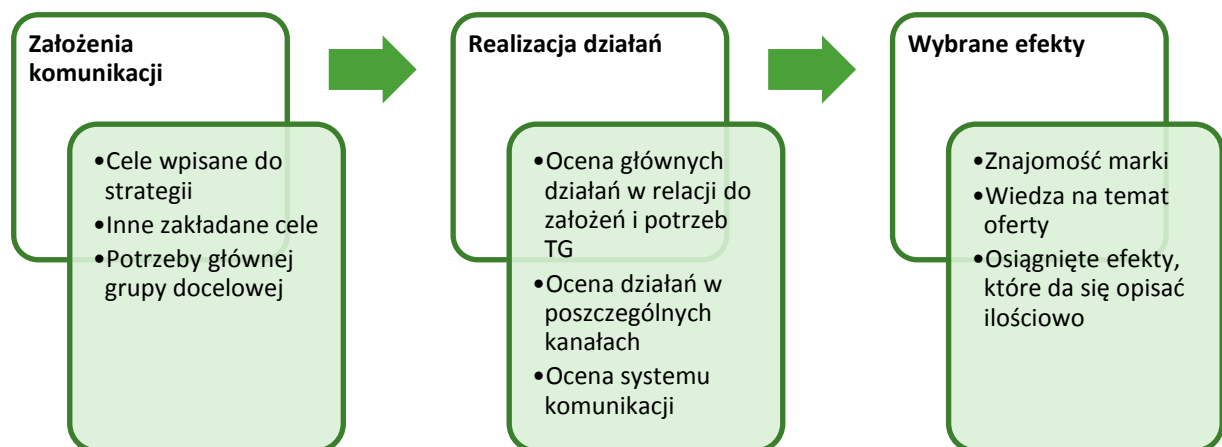 Założenia
komunikacji
•Cele wpisane do
strategii
•Inne zakładane cele
•Potrzeby głównej
grupy docelowej
Realizacja działań
•Ocena głównych
działań w relacji do
założeń i potrzeb
TG
•Ocena działań w
poszczególnych
kanałach
•Ocena systemu
komunikacji
Wybrane efekty
•Znajomość marki
•Wiedza na temat
oferty
•Osiągnięte efekty,
które da się opisać
ilościowo